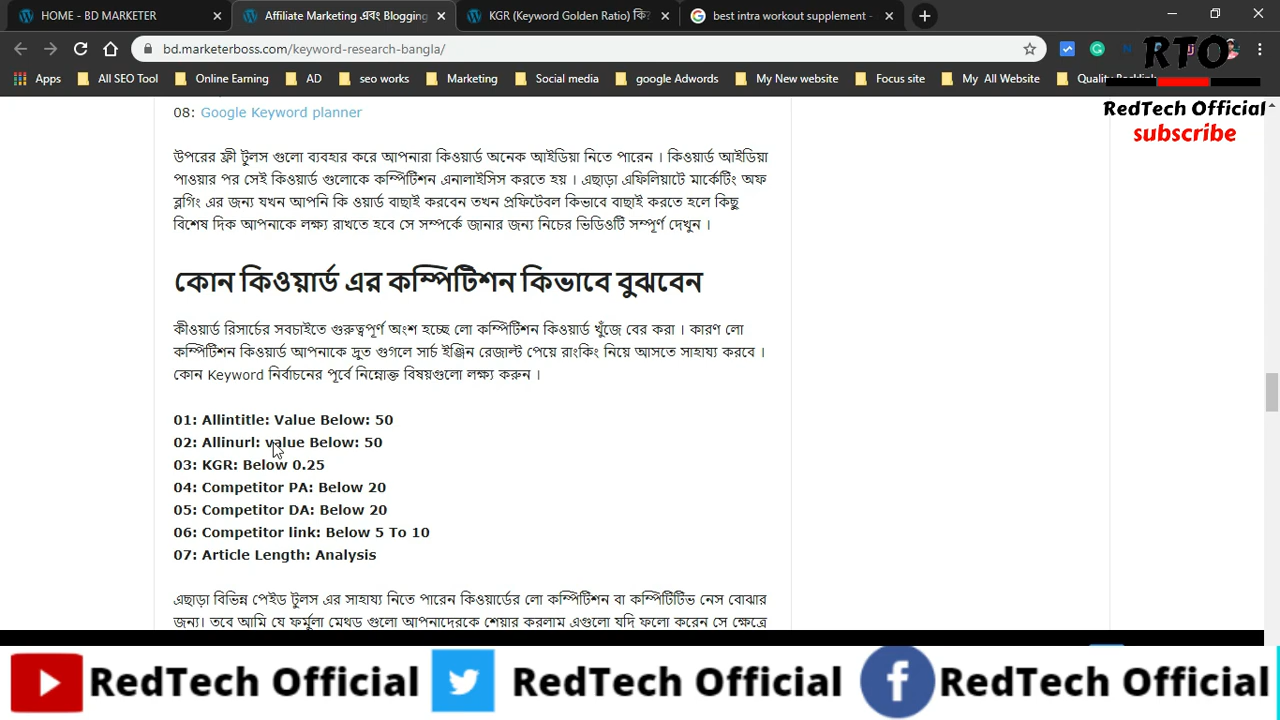 HOME - BD MARKETER
Affiliate Marketing এবং Blogging
KGR (Keyword Golden Ratio) কি?
best intra workout supplement -
bd.marketerboss.com/keyword-research-bangla/
Apps
All SEO Tool
Online Earning
AD
seo works
Marketing
Social media
google Adwords
My New website
Focus site
My All Website
Quality Backlink
RTO
RedTech Official
subscribe
08: Google Keyword planner
উপরের ফ্রী টুলস গুলো ব্যবহার করে আপনারা কিওয়ার্ড অনেক আইডিয়া নিতে পারেন । কিওয়ার্ড আইডিয়া
পাওয়ার পর সেই কিওয়ার্ড গুলোকে কম্পিটিশন এনালাইসিস করতে হয় । এছাড়া এফিলিয়াটে মার্কেটিং অফ
ব্লগিং এর জন্য যখন আপনি কি ওয়ার্ড বাছাই করবেন তখন প্রফিটেবল কিভাবে বাছাই করতে হলে কিছু
বিশেষ দিক আপনাকে লক্ষ্য রাখতে হবে সে সম্পর্কে জানার জন্য নিচের ভিডিওটি সম্পূর্ণ দেখুন ।
কোন কিওয়ার্ড এর কম্পিটিশন কিভাবে বুঝবেন
কীওয়ার্ড রিসার্চের সবচাইতে গুরুত্বপূর্ণ অংশ হচ্ছে লো কম্পিটিশন কিওয়ার্ড খুঁজে বের করা । কারণ লো
কম্পিটিশন কিওয়ার্ড আপনাকে দ্রুত গুগলে সার্চ ইঞ্জিন রেজাল্ট পেয়ে রাংকিং নিয়ে আসতে সাহায্য করবে ।
কোন Keyword নির্বাচনের পূর্বে নিম্নোক্ত বিষয়গুলো লক্ষ্য করুন ।
01: Allintitle: Value Below: 50
02: Allinurl: value Below: 50
03: KGR: Below 0.25
04: Competitor PA: Below 20
05: Competitor DA: Below 20
06: Competitor link: Below 5 To 10
07: Article Length: Analysis
এছাড়া বিভিন্ন পেইড টুলস এর সাহায্য নিতে পারেন কিওয়ার্ডের লো কম্পিটিশন বা কম্পিটিটিভ নেস বোঝার
জন্য। তবে আমি যে ফর্মুলা মেথড গুলো আপনাদেরকে শেয়ার করলাম এগুলো যদি ফলো করেন সে ক্ষেত্রে
RedTech Official
RedTech Official
RedTech Official